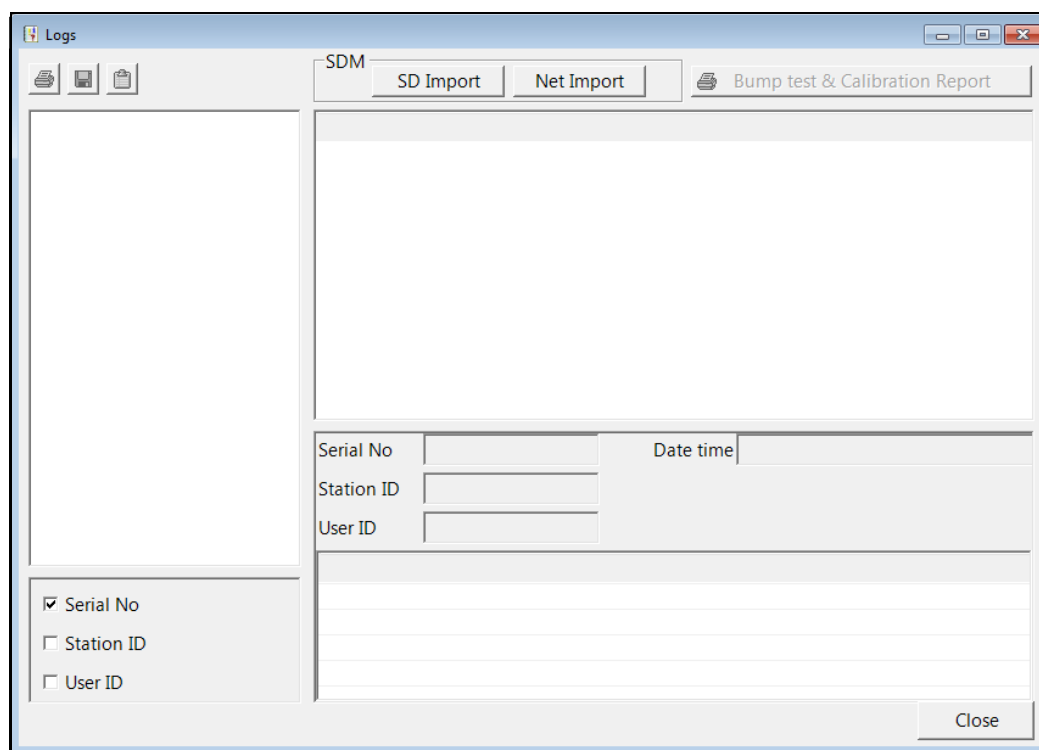 Logs
SDM
SD Import
Net Import
Bump test & Calibration Report
Serial No
Date time
Station ID
User ID
Serial No
Station ID
User ID
Close